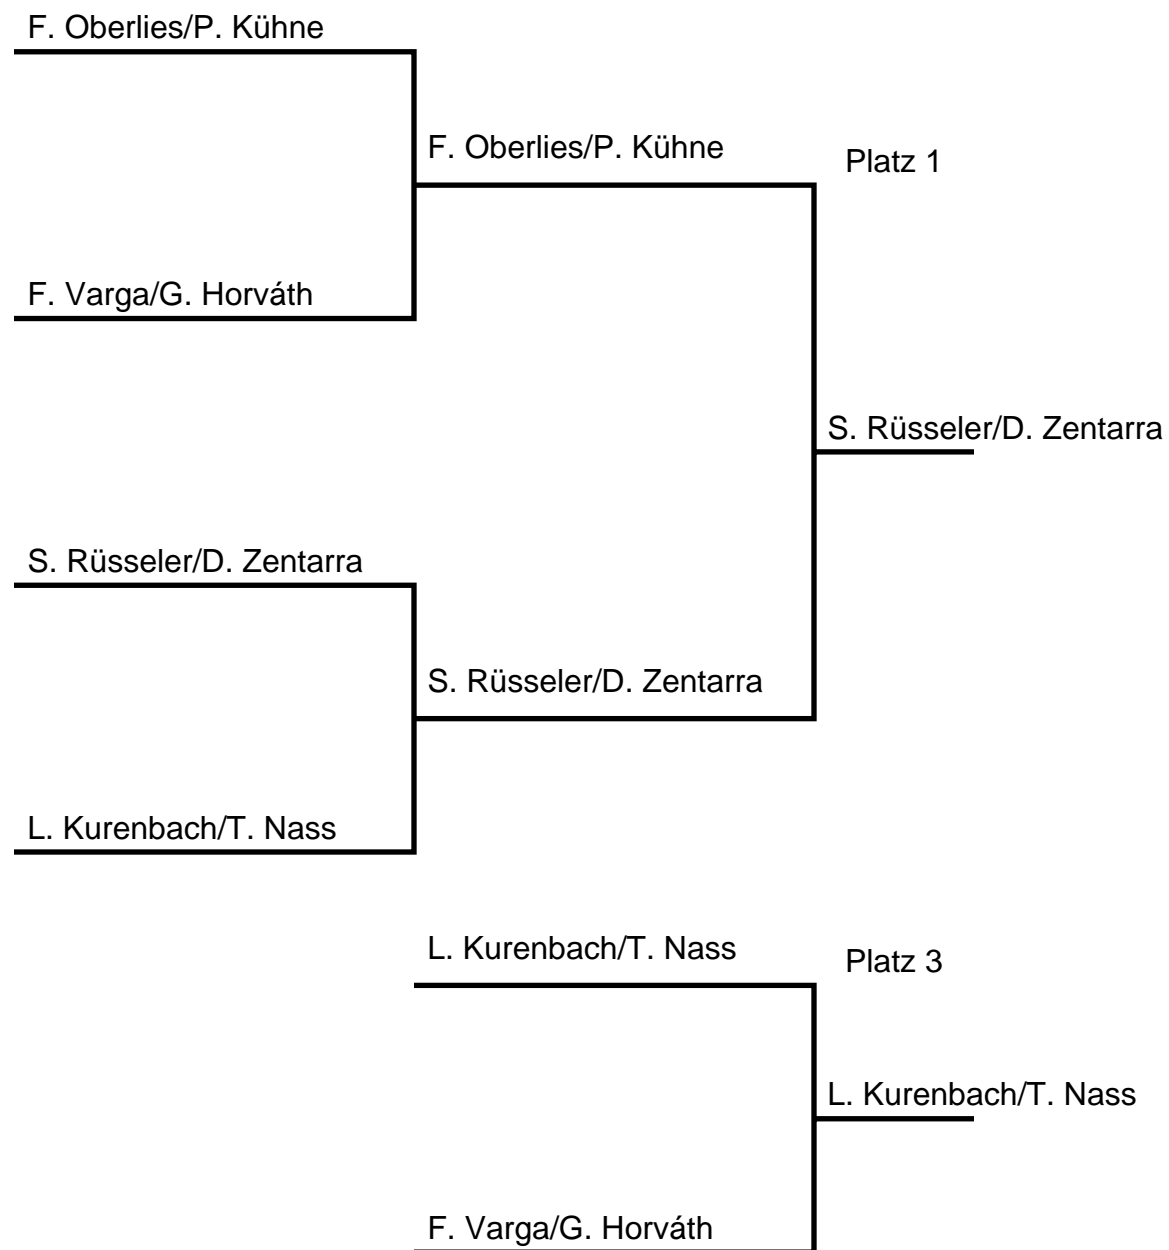 F. Oberlies/P. Kühne
F. Oberlies/P. Kühne
Platz 1
F. Varga/G. Horváth
S. Rüsseler/D. Zentarra
S. Rüsseler/D. Zentarra
S. Rüsseler/D. Zentarra
L. Kurenbach/T. Nass
L. Kurenbach/T. Nass
Platz 3
L. Kurenbach/T. Nass
F. Varga/G. Horváth